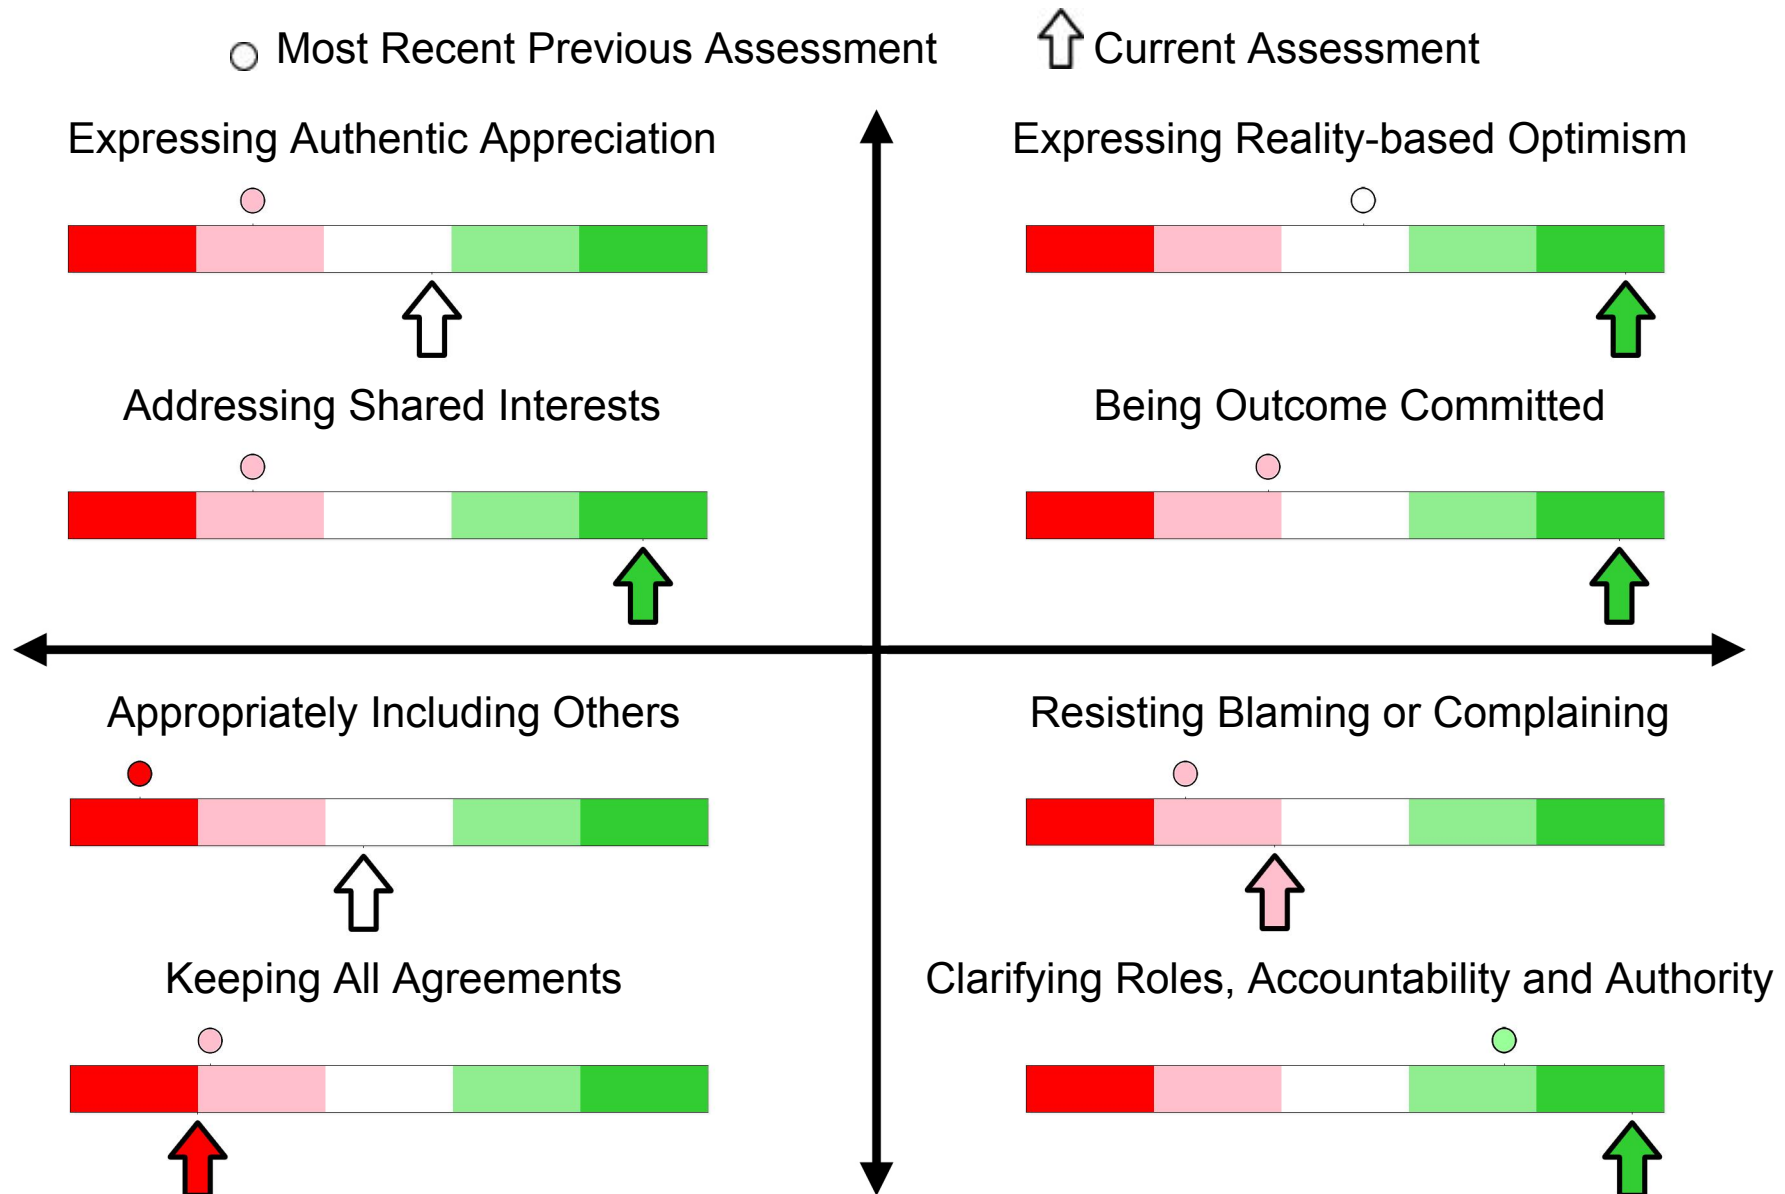 Most Recent Previous Assessment
Current Assessment
Expressing Authentic Appreciation
Expressing Reality-based Optimism
Addressing Shared Interests
Being Outcome Committed
Appropriately Including Others
Resisting Blaming or Complaining
Keeping All Agreements
Clarifying Roles, Accountability and Authority